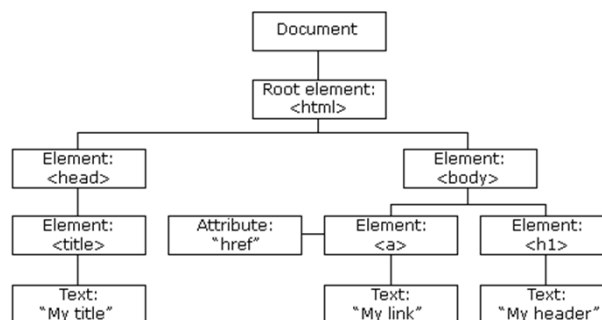 Document
Root element:
<html>
Element:
<head>
Element:
<body>
Element:
<title>
Attribute:
“href”
Element:
<a>
Element:
<h1>
Text:
“My title”
Text:
“My link”
Text:
“My header”